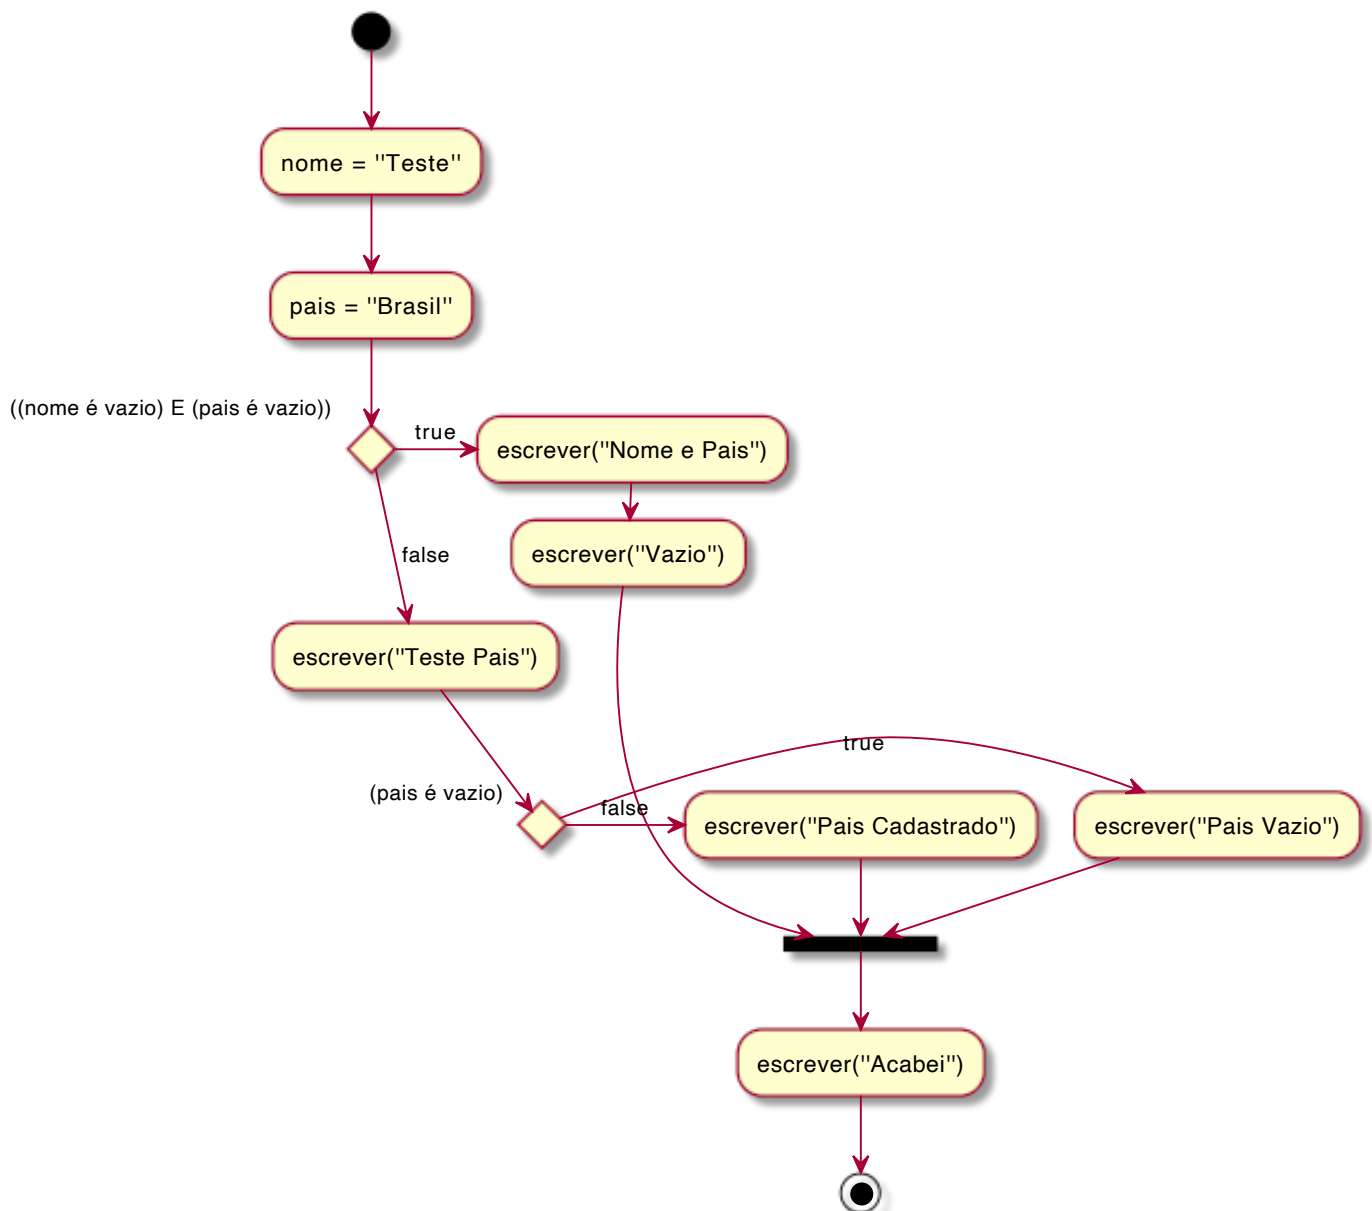 nome = "Teste"
pais = "Brasil"
((nome é vazio) E (pais é vazio))
true
escrever("Nome e Pais")
false
escrever("Vazio")
escrever("Teste Pais")
true
(pais é vazio)
false
escrever("Pais Cadastrado")
escrever("Pais Vazio")
escrever("Acabei")